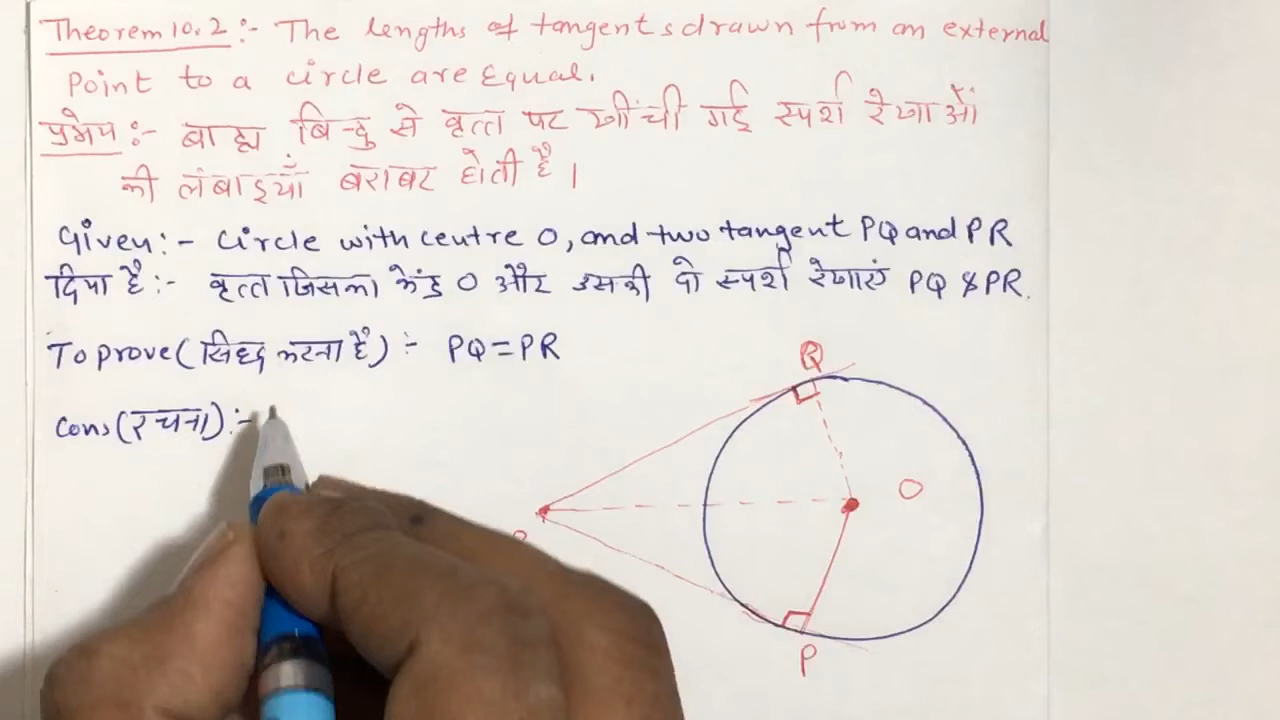 Theorem 10.2:- The lengths of tangents drawn from an external
Point to a circle are Equal.
प्रमेय:- बाह्य बिन्दु से वृत्त पर खींची गई स्पर्श रेखाओं
की लंबाइयाँ बराबर होती है।
Given:- Circle with centre O, and two tangent PQ and PR
दिया है:- वृत्त जिसका केंद्र O और उसकी दो स्पर्श रेखाएं PQ & PR.
To prove (सिध्द करना है):- PQ=PR
Cons (रचना):-
Q
O
P